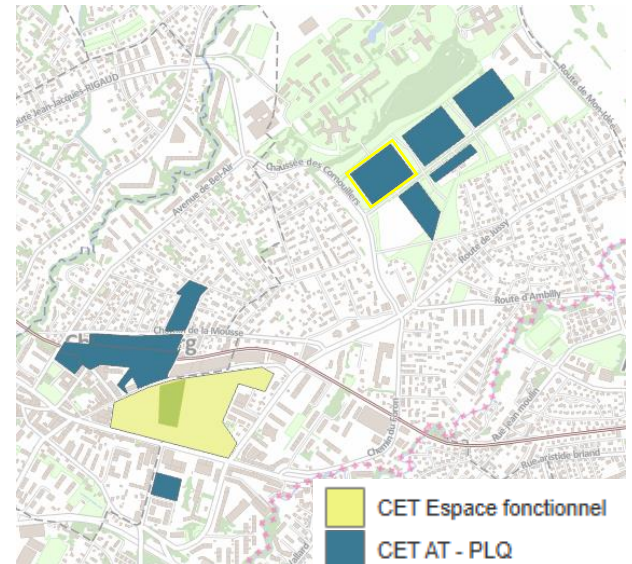 Route Jean-Jacques-RIGAUD
Route de Mon-Idée
Chaussée des Cornouillers
Avenue de Bel-Air
Route de Jussy
Route d'Ambilly
Chemin de la Mousse
Chemin du Foron
Rue jean moulin
Rue aristide briand
CET Espace fonctionnel
CET AT - PLQ